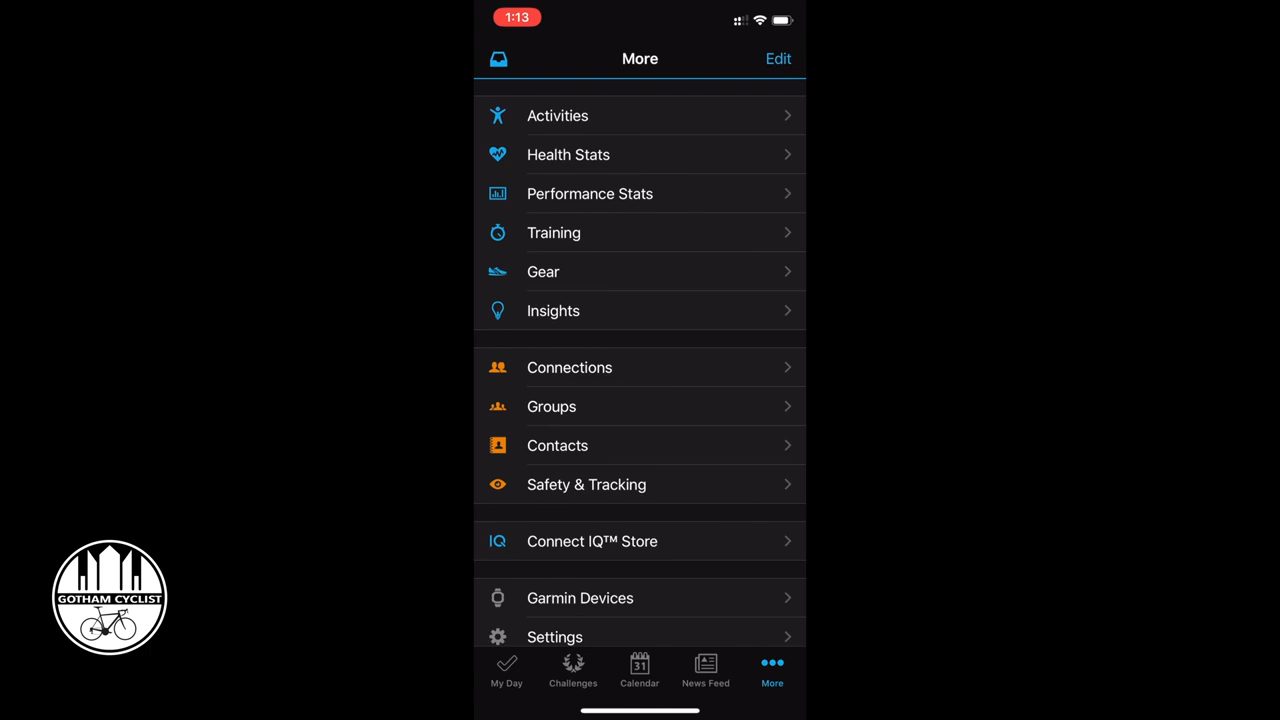 1:13
More
Edit
Activities
Health Stats
Performance Stats
Training
Gear
Insights
Connections
Groups
Contacts
Safety & Tracking
IQ
Connect IQ™ Store
Garmin Devices
Settings
31
My Day
Challenges
Calendar
News Feed
More
GOTHAM CYCLIST